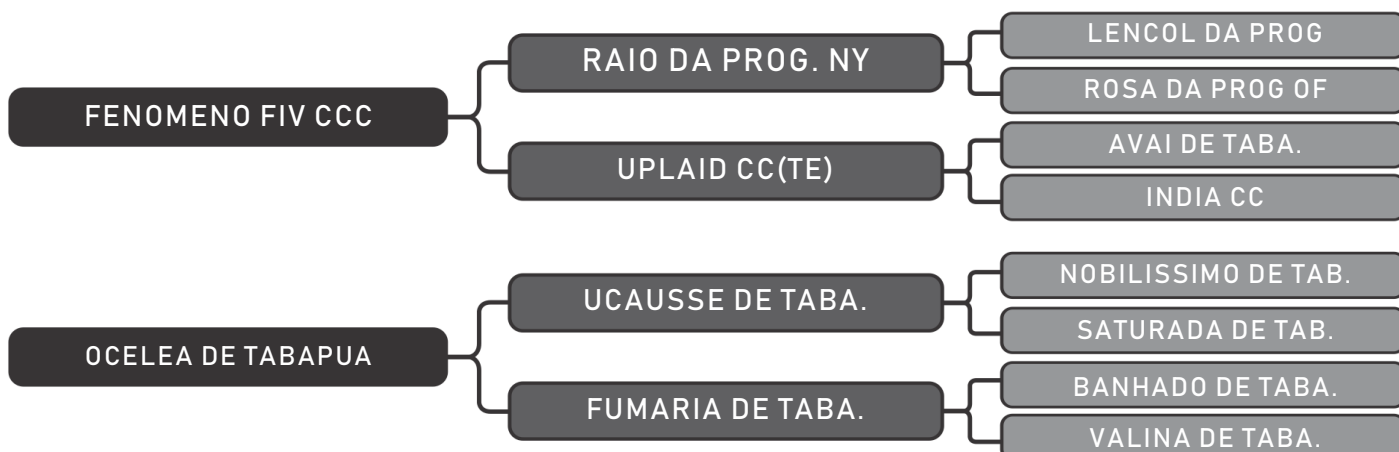 FENOMENO FIV CCC
RAIO DA PROG. NY
LENCOL DA PROG
ROSA DA PROG OF
UPLAID CC(TE)
AVAI DE TABA.
INDIA CC
OCELEA DE TABAPUA
UCAUSSE DE TABA.
NOBILISSIMO DE TAB.
SATURADA DE TAB.
FUMARIA DE TABA.
BANHADO DE TABA.
VALINA DE TABA.